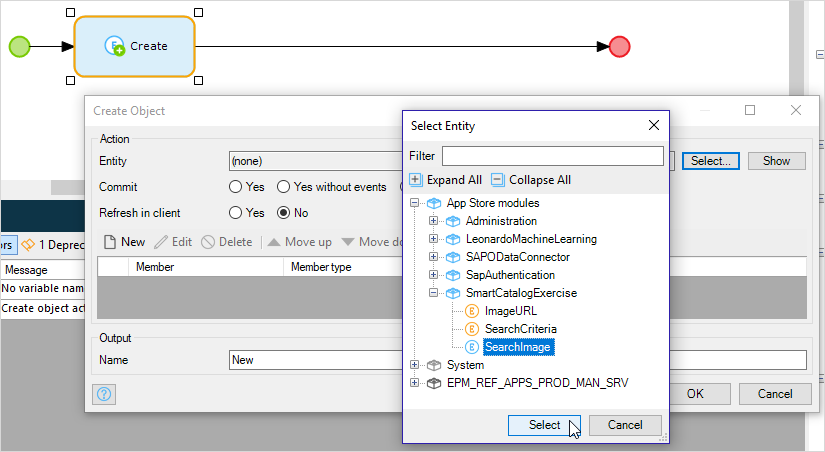 Create
Create Object
Action
Entity
(none)
Select...
Show
Commit
Yes
Yes without events
Refresh in client
Yes
No
New
Edit
Delete
Move up
Move do
Member
Member type
Output
Name
New
OK
Cancel
ors
1 Deprec
Message
No variable nam
Create object act
Select Entity
Filter
Expand All
Collapse All
App Store modules
Administration
LeonardoMachineLearning
SAPODataConnector
SapAuthentication
SmartCatalogExercise
ImageURL
SearchCriteria
SearchImage
System
EPM_REF_APPS_PROD_MAN_SRV
Select
Cancel